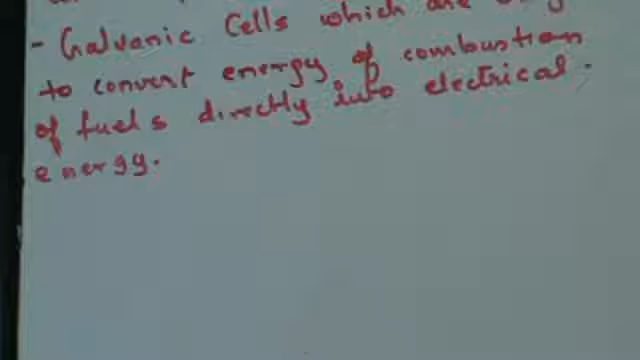 - Galvanic Cells which are
to convert energy of combustion
of fuels directly into electrical.
energy.